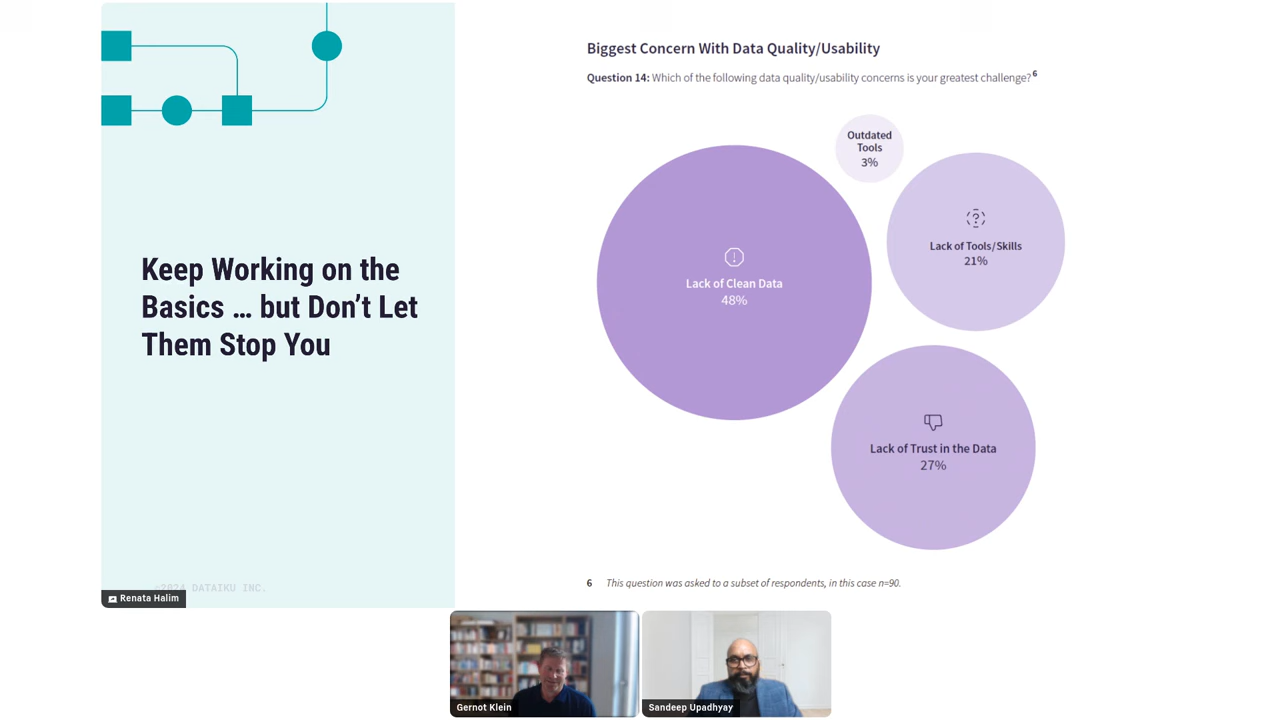 Keep Working on the
Basics ... but Don't Let
Them Stop You
©2024 DATAIKU INC.
Renata Halim
Biggest Concern With Data Quality/Usability
Question 14: Which of the following data quality/usability concerns is your greatest challenge? 6
Outdated
Tools
3%
Lack of Tools/Skills
21%
Lack of Clean Data
48%
Lack of Trust in the Data
27%
6 This question was asked to a subset of respondents, in this case n=90.
Gernot Klein
Sandeep Upadhyay